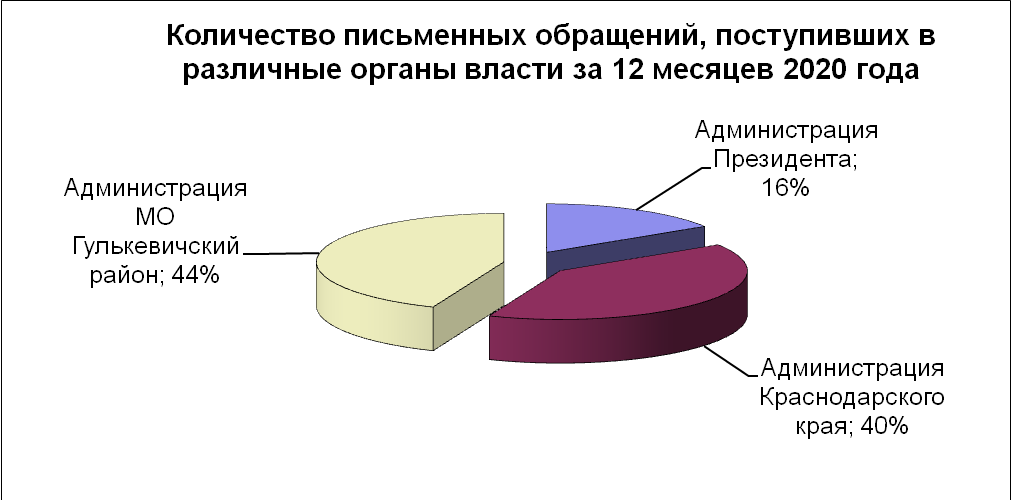 Количество письменных обращений, поступивших в
различные органы власти за 12 месяцев 2020 года
Администрация
Президента;
16%
Администрация
МО
Гулькевичский
район; 44%
Администрация
Краснодарского
края; 40%